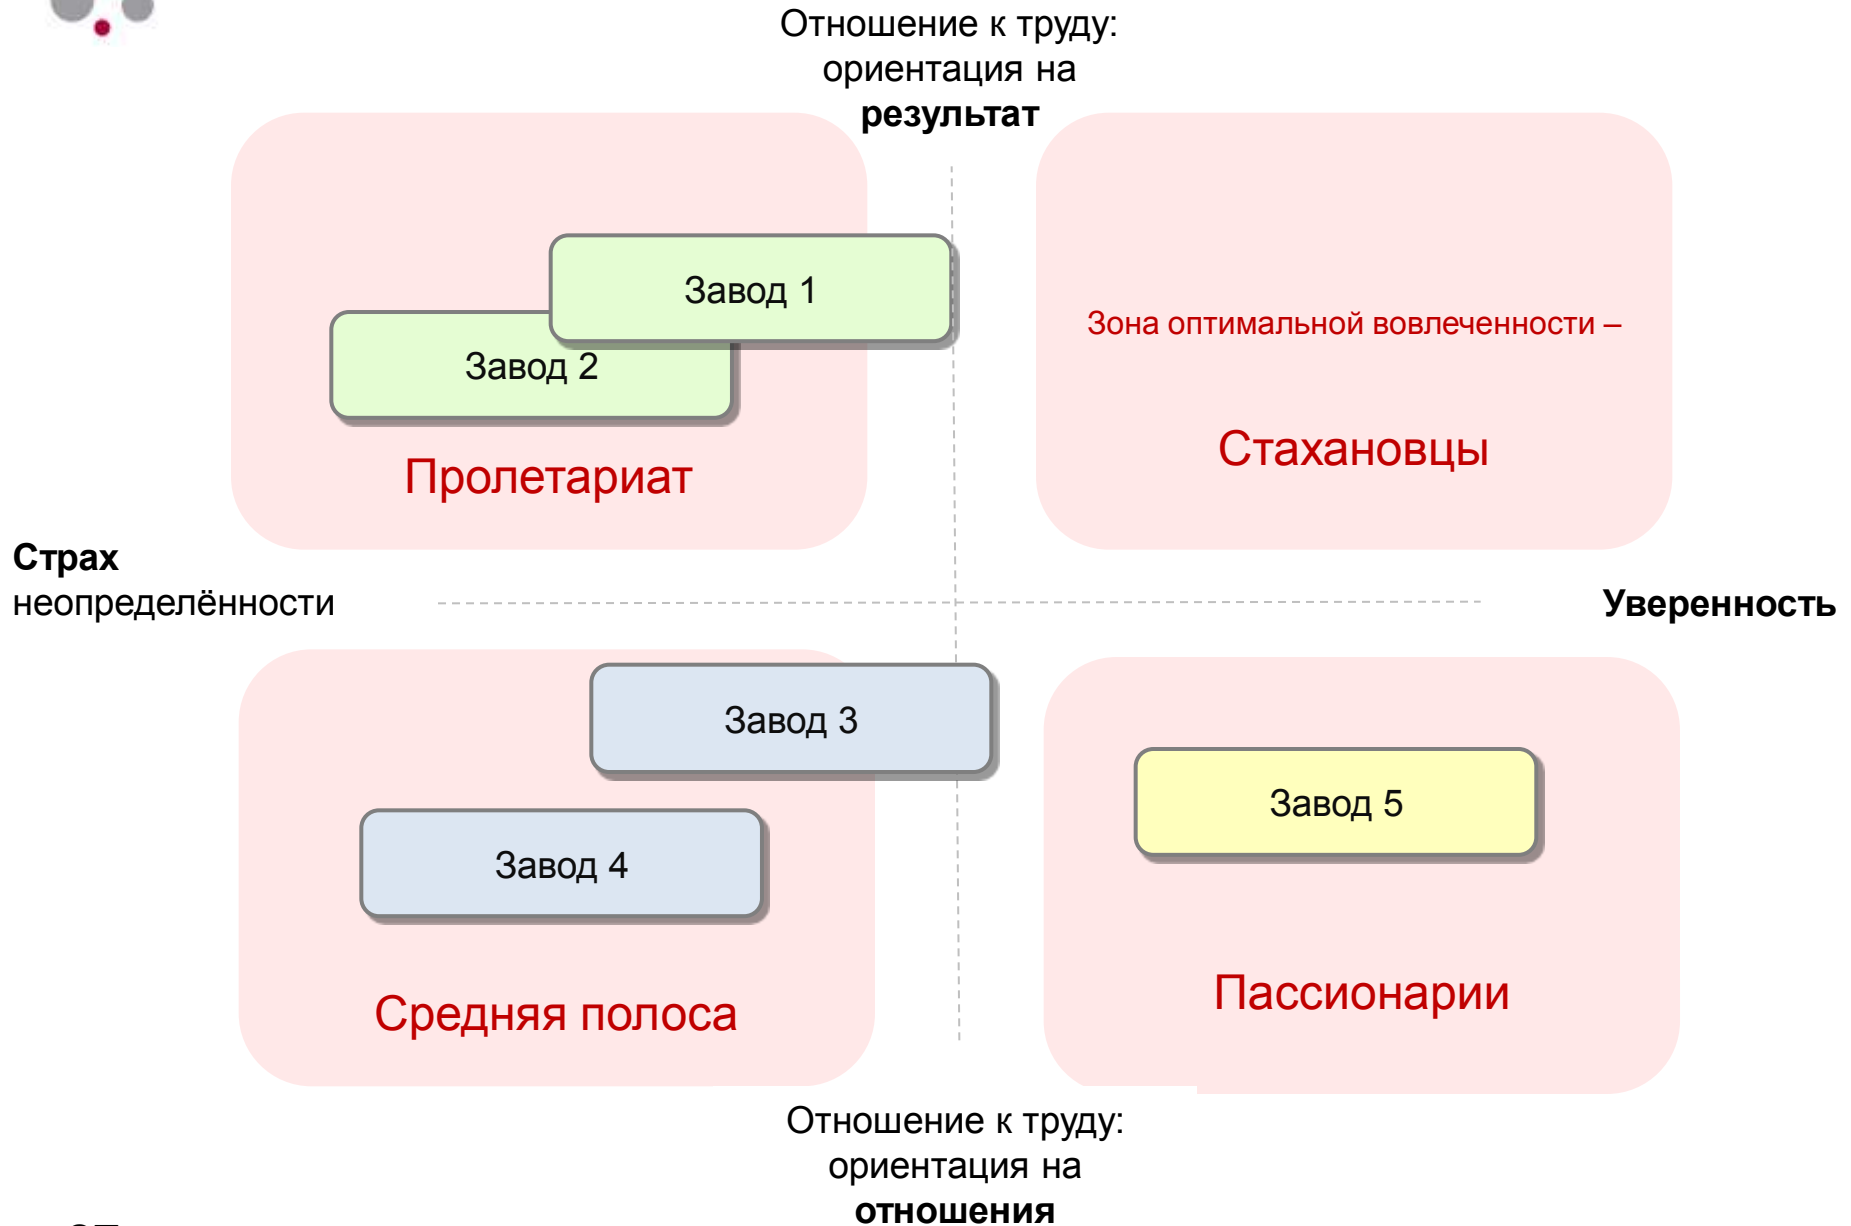 Отношение к труду:
ориентация на
результат
Завод 1
Завод 2
Пролетариат
Зона оптимальной вовлеченности –
Стахановцы
Страх
неопределённости
Уверенность
Завод 3
Завод 4
Средняя полоса
Завод 5
Пассионарии
Отношение к труду:
ориентация на
отношения